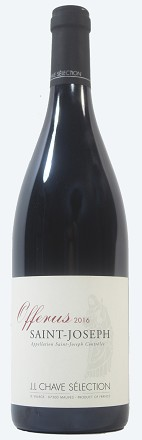 Offerus 2016
SAINT-JOSEPH
Appellation Saint-Joseph Contrôlée
J.L CHAVE SÉLECTION